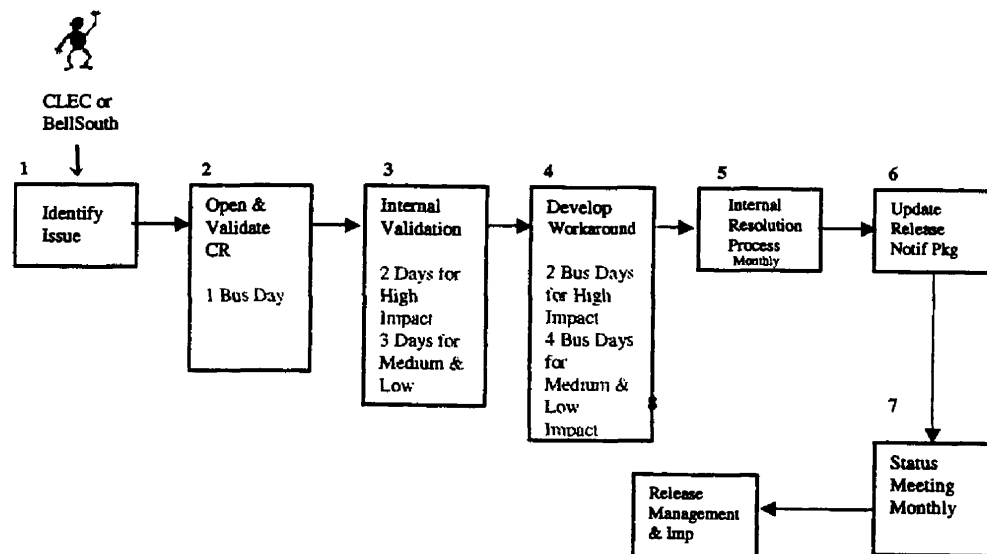 CLEC or
BellSouth
1
Identify
Issue
2
Open &
Validate
CR
1 Bus Day
3
Internal
Validation
2 Days for
High
Impact
3 Days for
Medium &
Low
4
Develop
Workaround
2 Bus Days
for High
Impact
4 Bus Days
for
Medium &
Low
Impact
5
Internal
Resolution
Process
Monthly
6
Update
Release
Notif Pkg
7
Status
Meeting
Monthly
8
Release
Management
& Imp